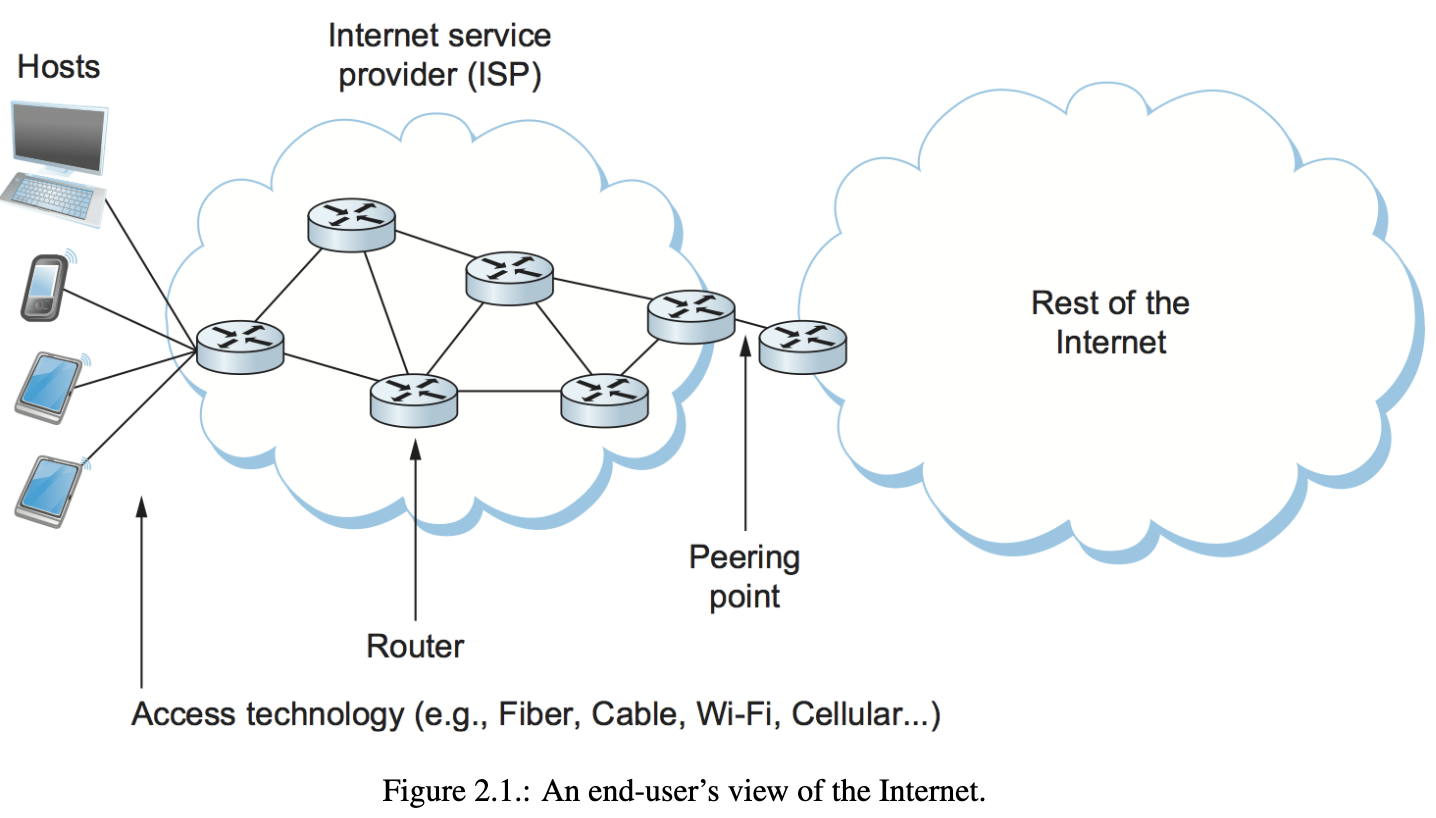 Hosts
Internet service
provider (ISP)
Rest of the
Internet
Peering
point
Router
Access technology (e.g., Fiber, Cable, Wi-Fi, Cellular...)
Figure 2.1.: An end-user’s view of the Internet.